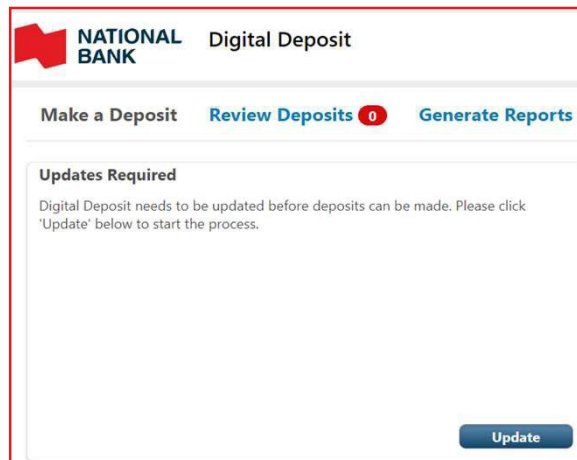 NATIONAL
BANK
Digital Deposit
Make a Deposit Review Deposits 0 Generate Reports
Updates Required
Digital Deposit needs to be updated before deposits can be made. Please click
'Update' below to start the process.
Update